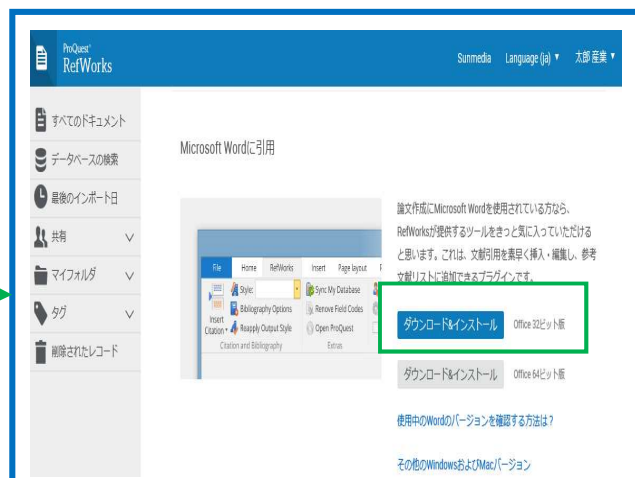 ProQuest®
RefWorks
Sunmedia Language (ja) ▼ 太郎 産業 ▼
すべてのドキュメント
データベースの検索
最後のインポート日
共有
マイフォルダ
タグ
削除されたレコード
Microsoft Wordに引用
論文作成にMicrosoft Wordを使用されている方なら、
RefWorksが提供するツールをきっと気に入っていただける
と思います。これは、文献引用を素早く挿入・編集し、参考
文献リストに追加できるプラグインです。
File Home RefWorks Insert Page layout
Style: Sync My Database
Bibliography Options Remove Field Codes
Insert
Citation Reapply Output Style Open ProQuest
Citation and Bibliography Extras
ダウンロード&インストール Office 32ビット版
ダウンロード&インストール Office 64ビット版
使用中のWordのバージョンを確認する方法は?
その他のWindowsおよびMacバージョン